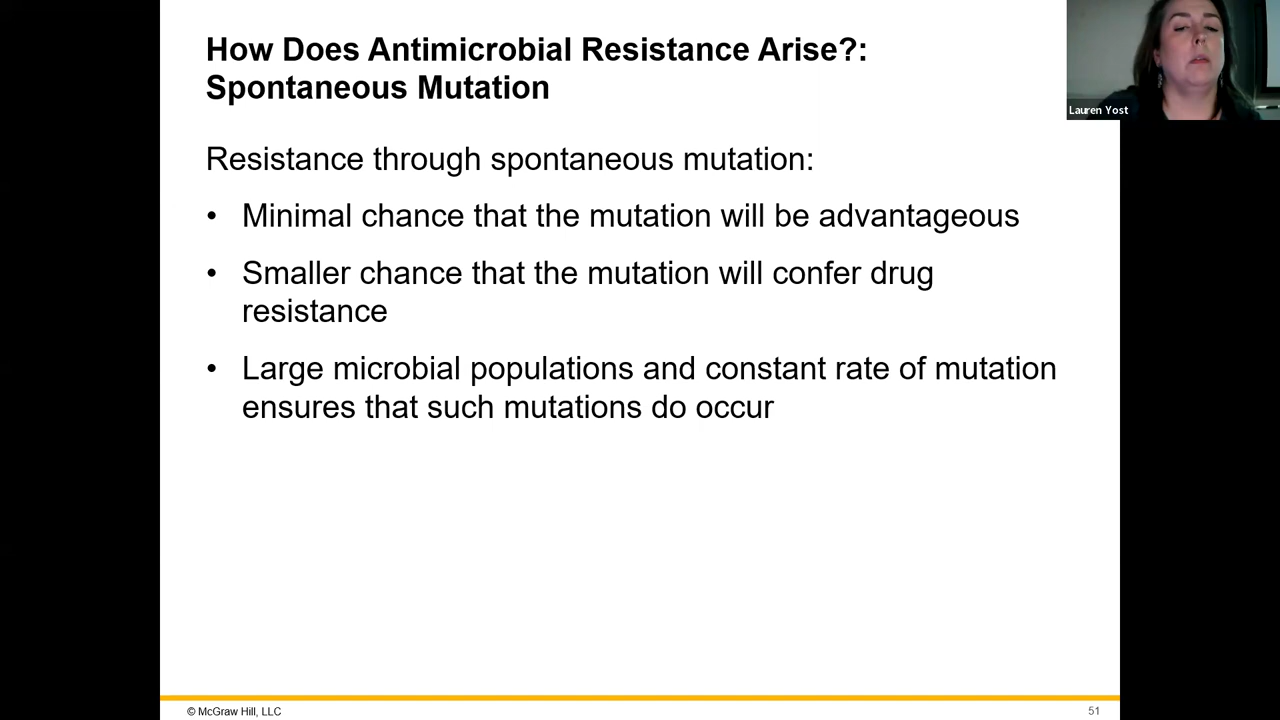 How Does Antimicrobial Resistance Arise?:
Spontaneous Mutation
Lauren Yost
Resistance through spontaneous mutation:
• Minimal chance that the mutation will be advantageous
• Smaller chance that the mutation will confer drug
resistance
• Large microbial populations and constant rate of mutation
ensures that such mutations do occur
© McGraw Hill, LLC
51